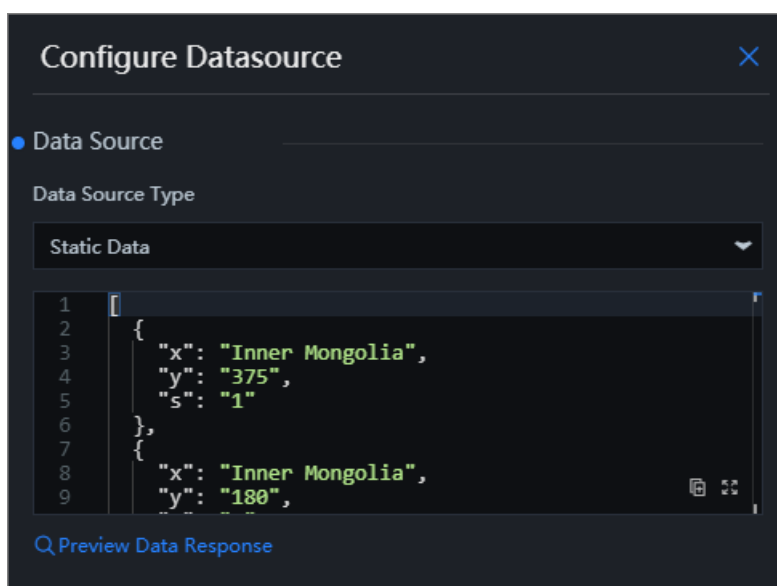 Configure Datasource
Data Source
Data Source Type
Static Data
1 [
2 {
3 "x": "Inner Mongolia",
4 "y": "375",
5 "s": "1"
6 },
7 {
8 "x": "Inner Mongolia",
9 "y": "180",
Preview Data Response